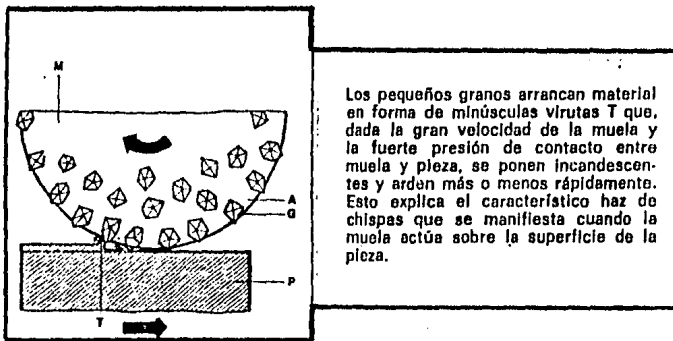 M
A
G
P
T
Los pequeños granos arrancan material
en forma de minúsculas virutas T que,
dada la gran velocidad de la muela y
la fuerte presión de contacto entre
muela y pieza, se ponen incandescen-
tes y arden más o menos rápidamente.
Esto explica el característico haz de
chispas que se manifiesta cuando la
muela actúa sobre la superficie de la
pieza.